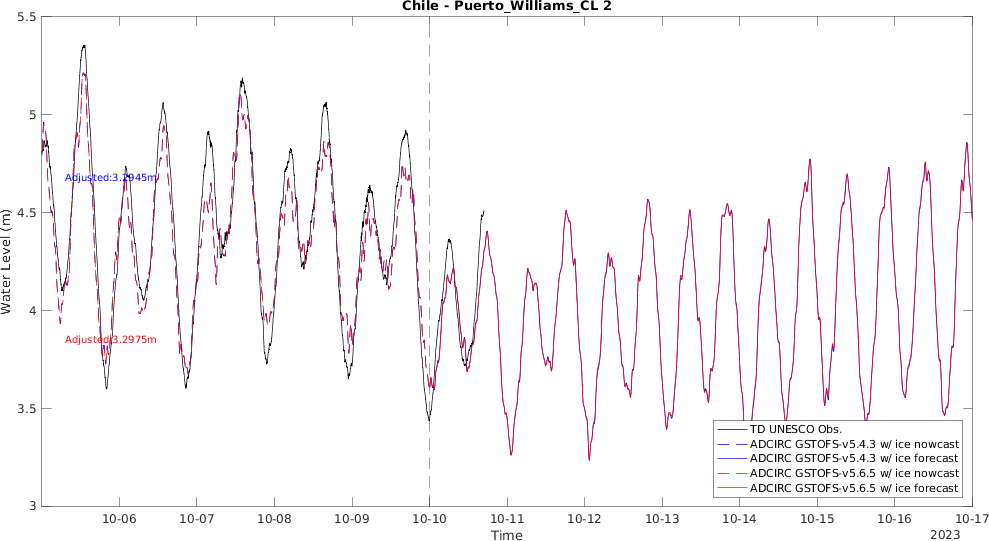 Chile - Puerto_Williams_CL 2
5.5
5
4.5
4
3.5
3
Water Level (m)
Adjusted:3.2945m
Adjusted:3.2975m
TD UNESCO Obs.
ADCIRC GSTOFS-v5.4.3 w/ ice nowcast
ADCIRC GSTOFS-v5.4.3 w/ ice forecast
ADCIRC GSTOFS-v5.6.5 w/ ice nowcast
ADCIRC GSTOFS-v5.6.5 w/ ice forecast
10-06 10-07 10-08 10-09 10-10 10-11 10-12 10-13 10-14 10-15 10-16 10-17
Time
2023